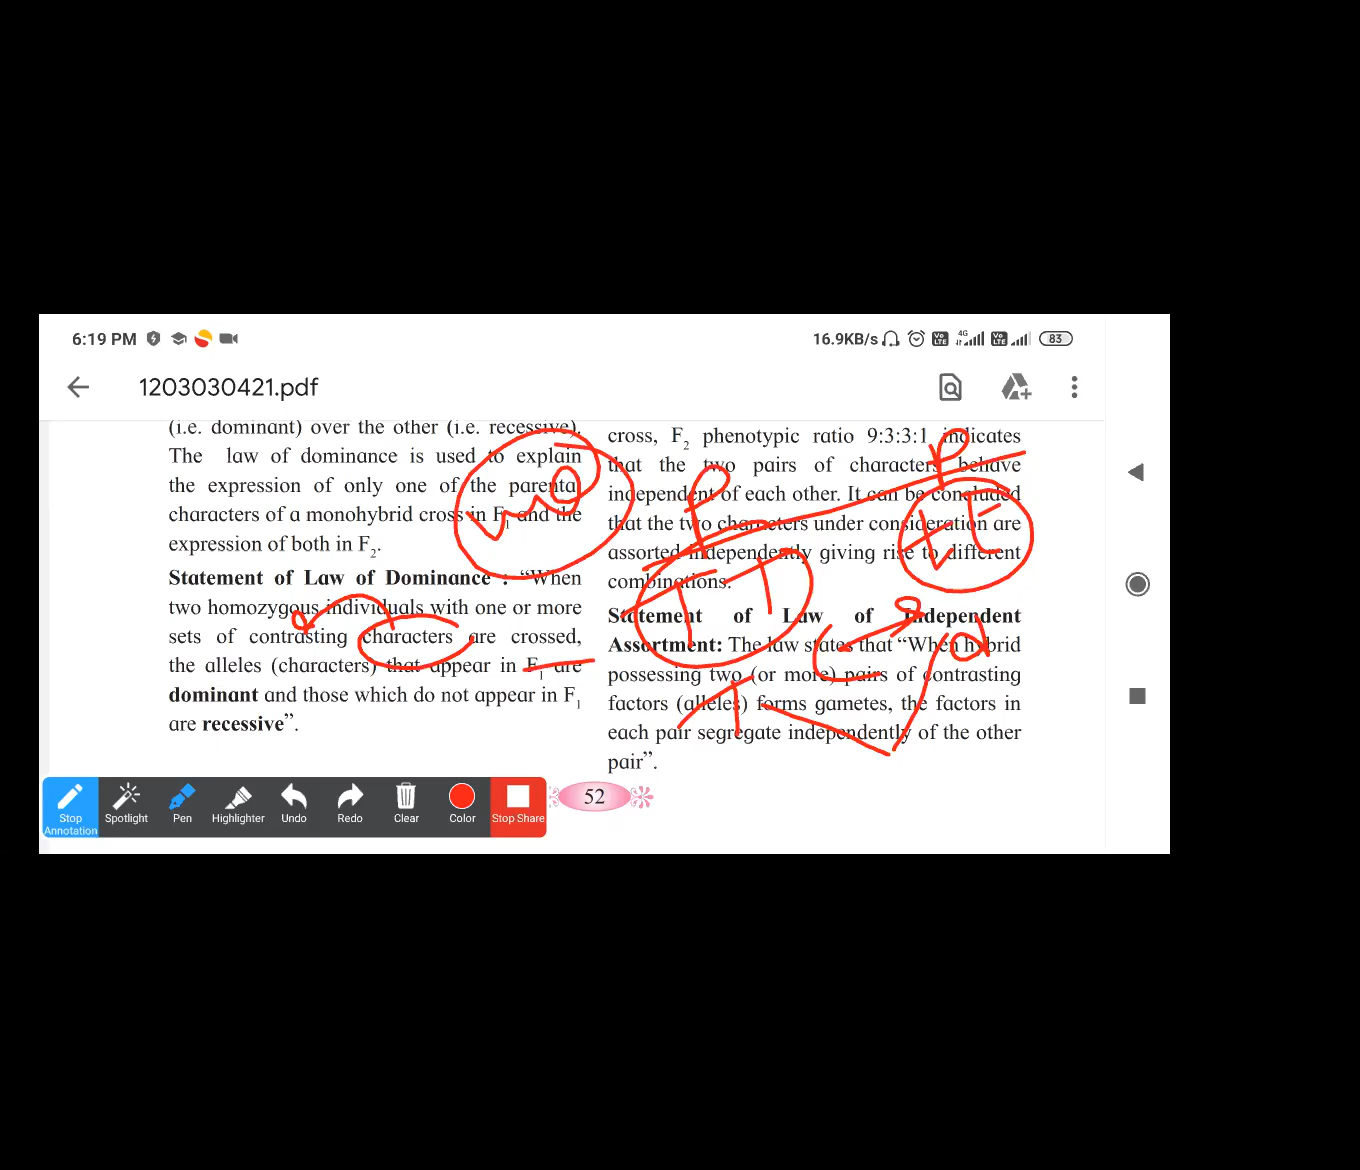 6:19 PM
16.9KB/s 4G Vo LTE Vo LTE 83
1203030421.pdf
(i.e. dominant) over the other (i.e. recessive).
The law of dominance is used to explain
the expression of only one of the parental
characters of a monohybrid cross in F1 and the
expression of both in F2.
Statement of Law of Dominance : “When
two homozygous individuals with one or more
sets of contrasting characters are crossed,
the alleles (characters) that appear in F1 are
dominant and those which do not appear in F1
are recessive”.
cross, F2 phenotypic ratio 9:3:3:1 indicates
that the two pairs of characters behave
independent of each other. It can be concluded
that the two characters under consideration are
assorted independently giving rise to different
combinations.
Statement of Law of Independent
Assortment: The law states that “When hybrid
possessing two (or more) pairs of contrasting
factors (alleles) forms gametes, the factors in
each pair segregate independently of the other
pair”.
Stop Annotation Spotlight Pen Highlighter Undo Redo Clear Color Stop Share
52